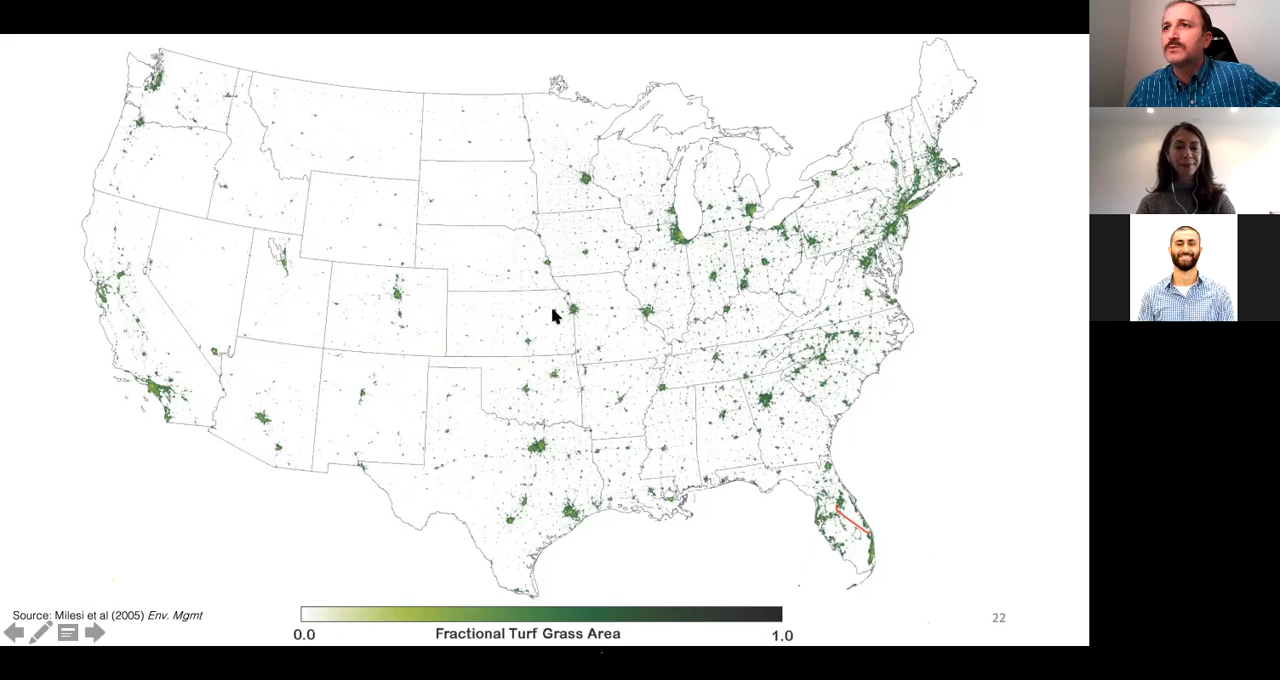 Source: Milesi et al (2005) Env. Mgmt
22
0.0 Fractional Turf Grass Area 1.0